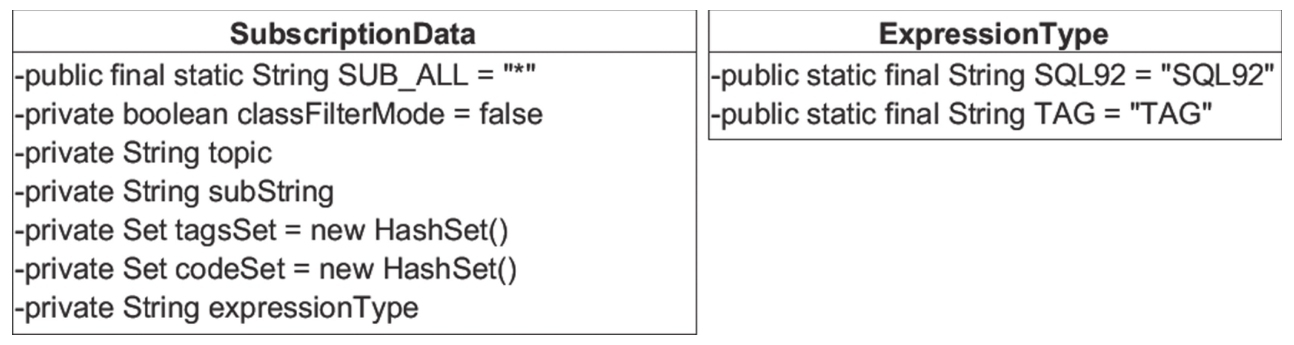 SubscriptionData
-public final static String SUB_ALL = "*"
-private boolean classFilterMode = false
-private String topic
-private String subString
-private Set tagsSet = new HashSet()
-private Set codeSet = new HashSet()
-private String expressionType
ExpressionType
-public static final String SQL92 = "SQL92"
-public static final String TAG = "TAG"